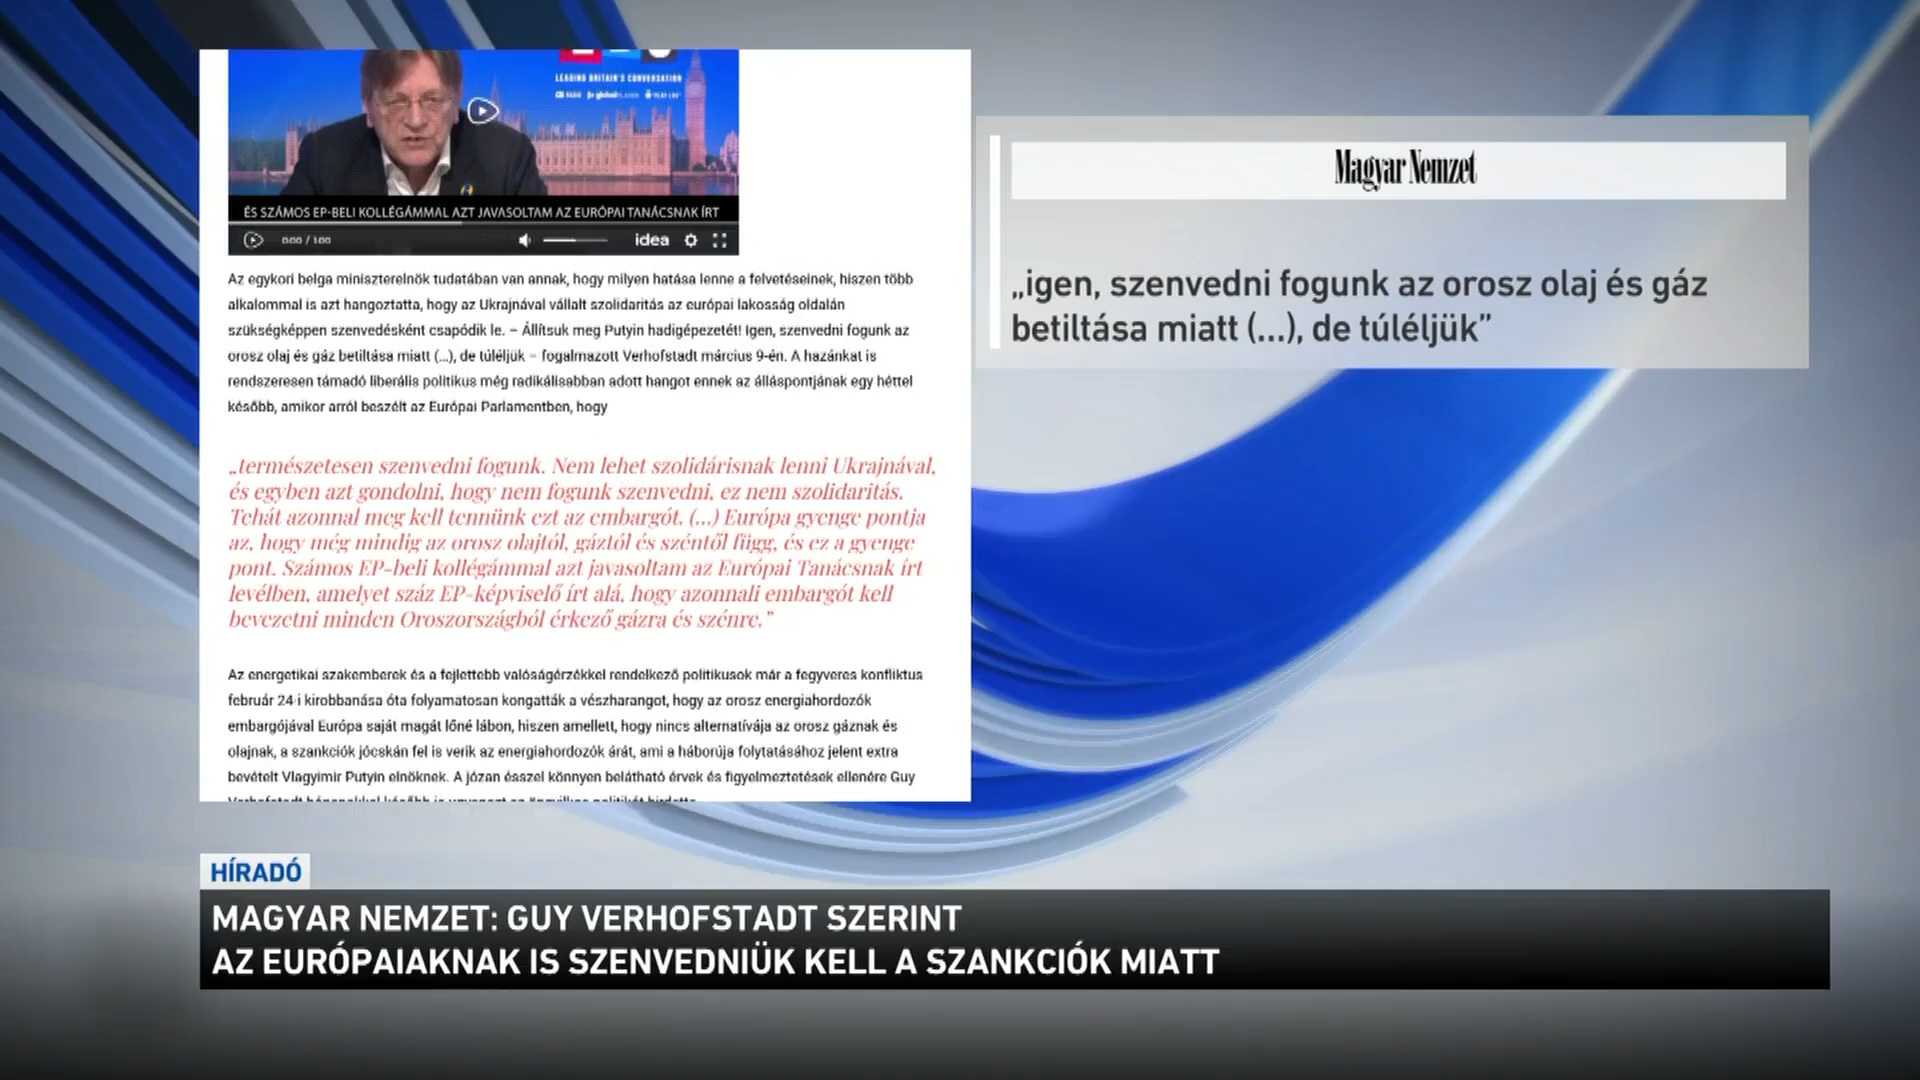 LEADING BRITAIN'S CONVERSATION
ÉS SZÁMOS EP-BELI KOLLÉGÁMMAL AZT JAVASOLTAM AZ EURÓPAI TANÁCSNAK ÍRT
0:00 / 1:00
idea
Az egykori belga miniszterelnök tudatában van annak, hogy milyen hatása lenne a felvetéseinek, hiszen több
alkalommal is azt hangoztatta, hogy az Ukrajnával vállalt szolidaritás az európai lakosság oldalán
szükségképpen szenvedésként csapódik le. – Állítsuk meg Putyin hadigépezetét! Igen, szenvedni fogunk az
orosz olaj és gáz betiltása miatt (…), de túléljük – fogalmazott Verhofstadt március 9-én. A hazánkat is
rendszeresen támadó liberális politikus még radikálisabban adott hangot ennek az álláspontjának egy héttel
később, amikor arról beszélt az Európai Parlamentben, hogy
„természetesen szenvedni fogunk. Nem lehet szolidárisnak lenni Ukrajnával,
és egyben azt gondolni, hogy nem fogunk szenvedni, ez nem szolidaritás.
Tehát azonnal meg kell tennünk ezt az embargót. (…) Európa gyenge pontja
az, hogy még mindig az orosz olajtól, gáztól és széntől függ, és ez a gyenge
pont. Számos EP-beli kollégámmal azt javasoltam az Európai Tanácsnak írt
levélben, amelyet száz EP-képviselő írt alá, hogy azonnali embargót kell
bevezetni minden Oroszországból érkező gázra és szénre.”
Az energetikai szakemberek és a fejlettebb valóságérzékkel rendelkező politikusok már a fegyveres konfliktus
február 24-i kirobbanása óta folyamatosan kongatták a vészharangot, hogy az orosz energiahordozók
embargójával Európa saját magát lőné lábon, hiszen amellett, hogy nincs alternatívája az orosz gáznak és
olajnak, a szankciók jócskán fel is verik az energiahordozók árát, ami a háborúja folytatásához jelent extra
bevételt Vlagyimir Putyin elnöknek. A józan ésszel könnyen belátható érvek és figyelmeztetések ellenére Guy
Magyar Nemzet
„igen, szenvedni fogunk az orosz olaj és gáz
betiltása miatt (...), de túléljük”
HÍRADÓ
MAGYAR NEMZET: GUY VERHOFSTADT SZERINT
AZ EURÓPAIAKNAK IS SZENVEDNIÜK KELL A SZANKCIÓK MIATT